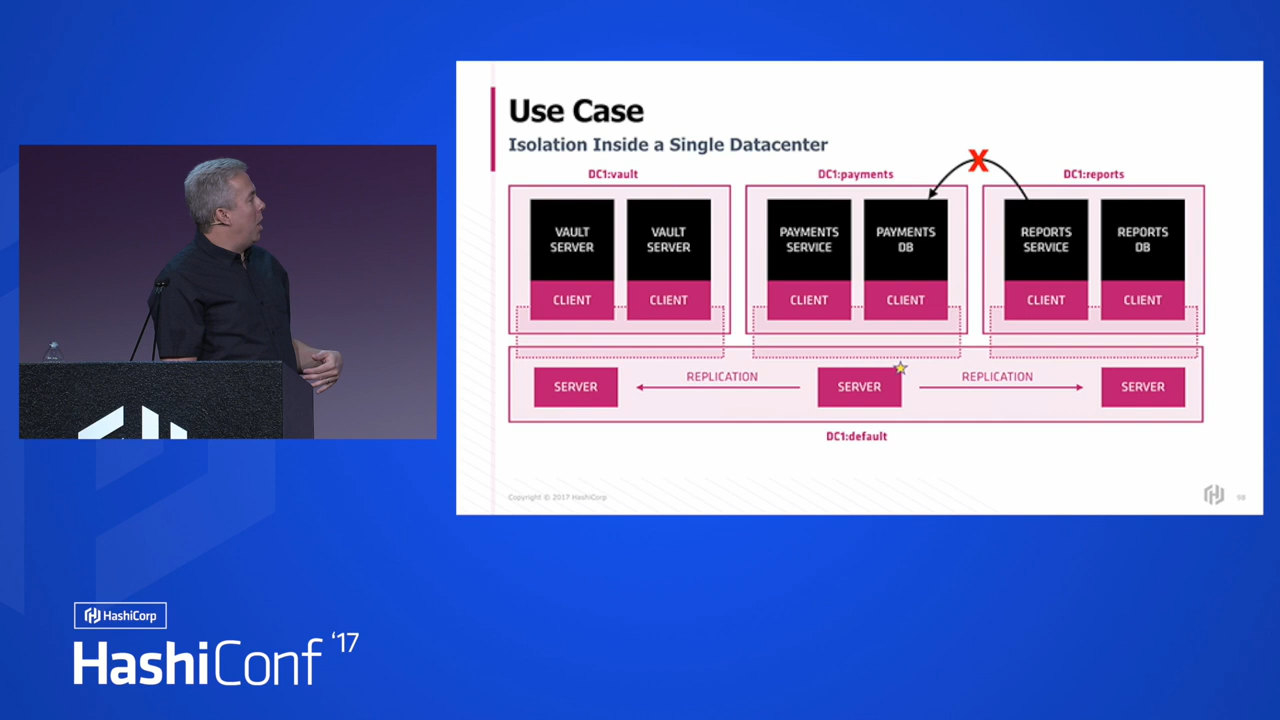 Use Case
Isolation Inside a Single Datacenter
DC1:vault
DC1:payments
DC1:reports
X
VAULT
SERVER
VAULT
SERVER
PAYMENTS
SERVICE
PAYMENTS
DB
REPORTS
SERVICE
REPORTS
DB
CLIENT
CLIENT
CLIENT
CLIENT
CLIENT
CLIENT
SERVER
REPLICATION
SERVER
REPLICATION
SERVER
DC1:default
Copyright © 2017 HashiCorp
98
HashiCorp
HashiConf '17